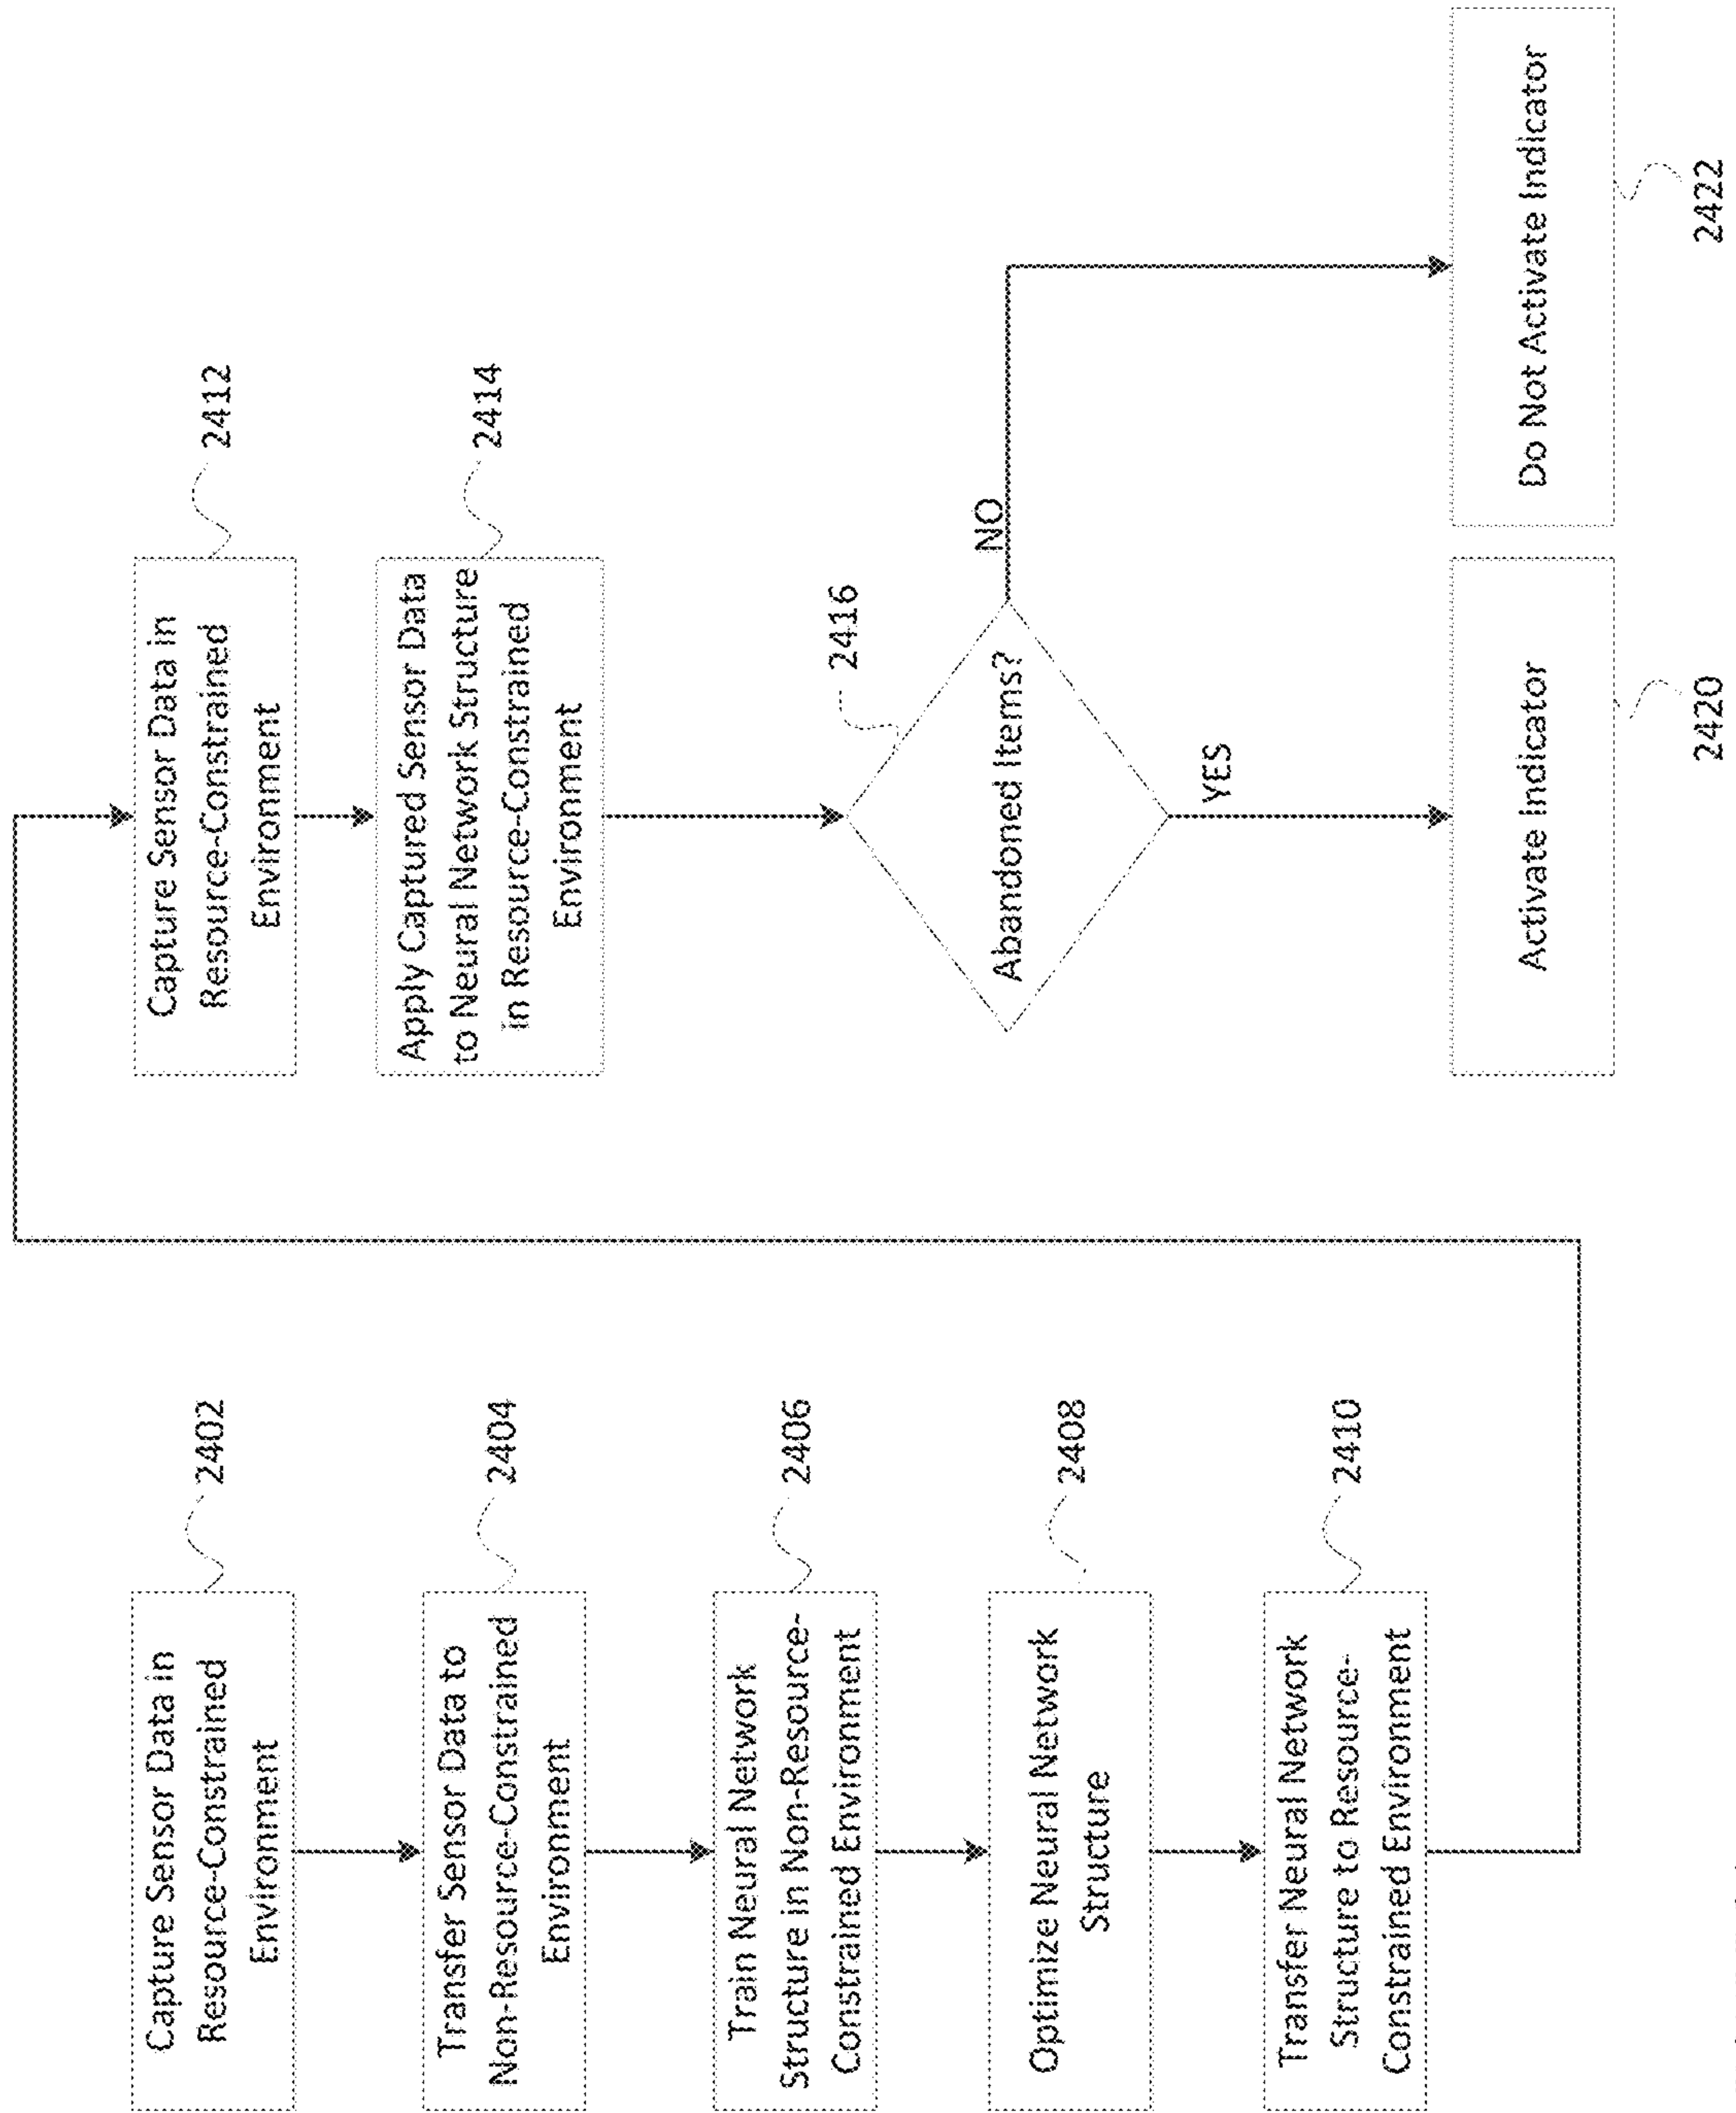 Capture Sensor Data in
Resource-Constrained
Environment
2402
Transfer Sensor Data to
Non-Resource-Constrained
Environment
2404
Train Neural Network
Structure in Non-Resource-
Constrained Environment
2406
Optimize Neural Network
Structure
2408
Transfer Neural Network
Structure to Resource-
Constrained Environment
2410
Capture Sensor Data in
Resource-Constrained
Environment
2412
Apply Captured Sensor Data
to Neural Network Structure
in Resource-Constrained
Environment
2414
Abandoned Items?
2416
NO
YES
Activate Indicator
2420
Do Not Activate Indicator
2422